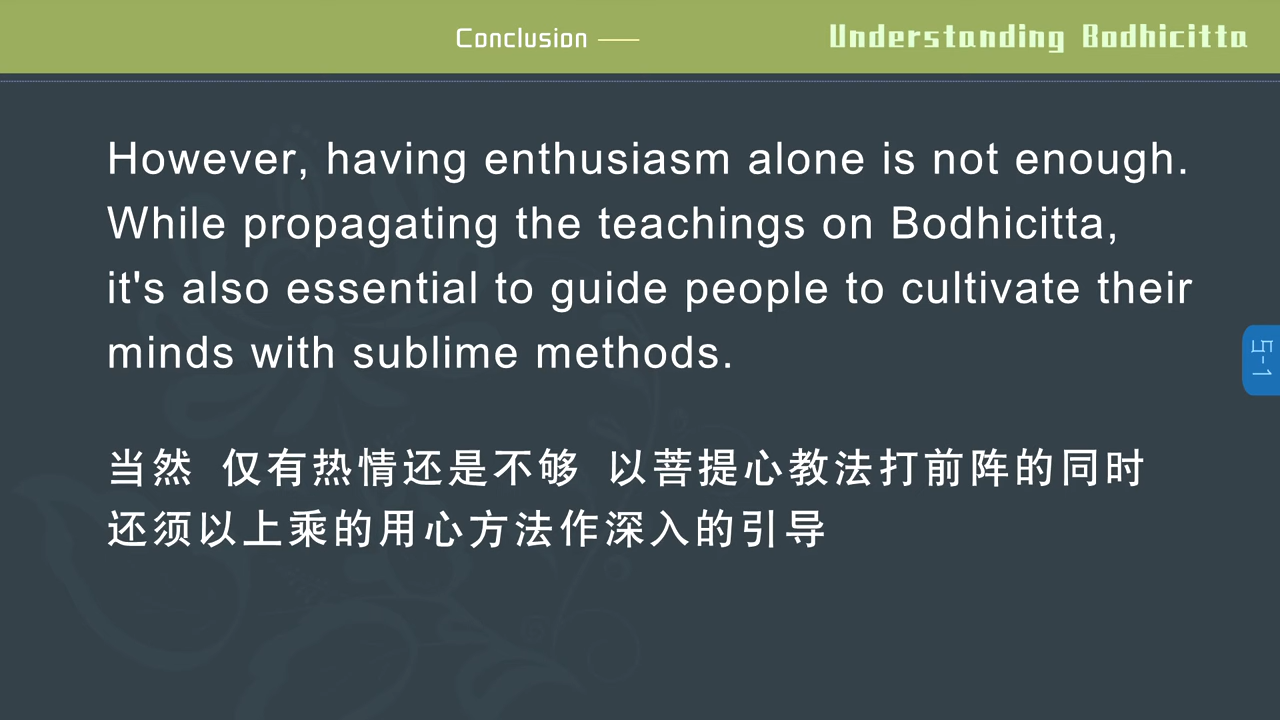 Conclusion
Understanding Bodhicitta
However, having enthusiasm alone is not enough.
While propagating the teachings on Bodhicitta,
it's also essential to guide people to cultivate their
minds with sublime methods.
5-1
当然 仅有热情还是不够 以菩提心教法打前阵的同时
还须以上乘的用心方法作深入的引导